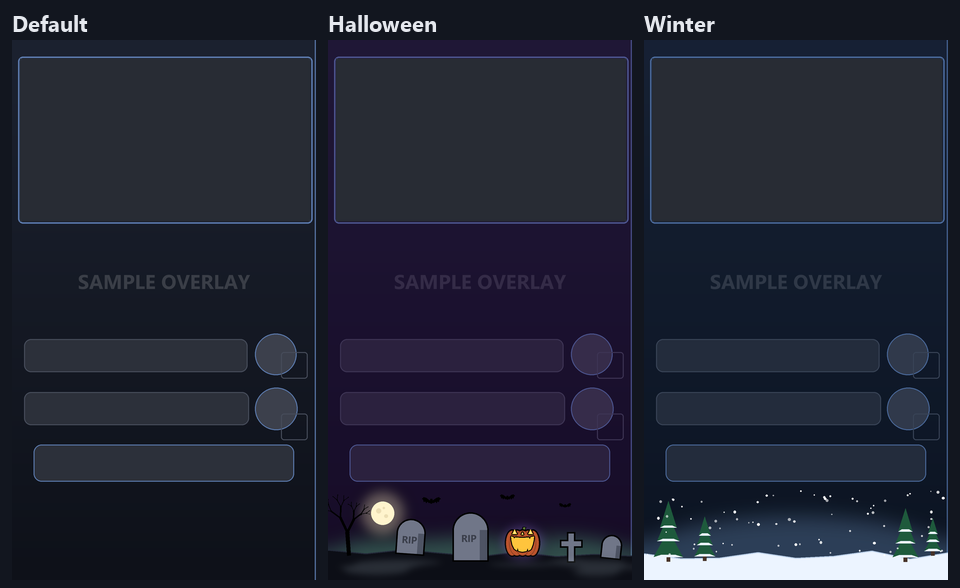 Default
Halloween
Winter
SAMPLE OVERLAY
SAMPLE OVERLAY
SAMPLE OVERLAY
RIP
RIP